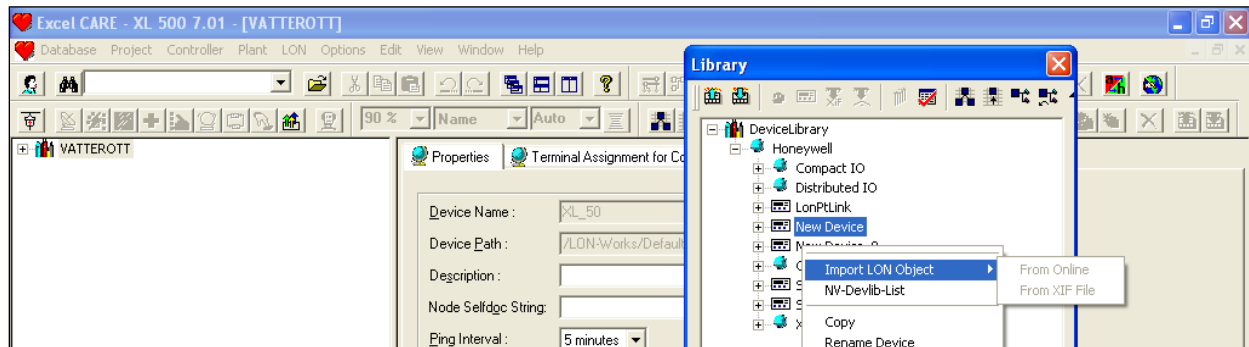 Excel CARE - XL 500 7.01 - [VATTEROTT]
Database Project Controller Plant LON Options Edit View Window Help
Library
90 % Name Auto
VATTEROTT
Properties
Terminal Assignment for Co
Device Name :
XL_50
Device Path :
/LON-Works/Default
Description :
Node Selfdoc String:
Ping Interval :
5 minutes
DeviceLibrary
Honeywell
Compact IO
Distributed IO
LonPtLink
New Device
Import LON Object
From Online
From XIF File
NV-Devlib-List
Copy
Rename Device